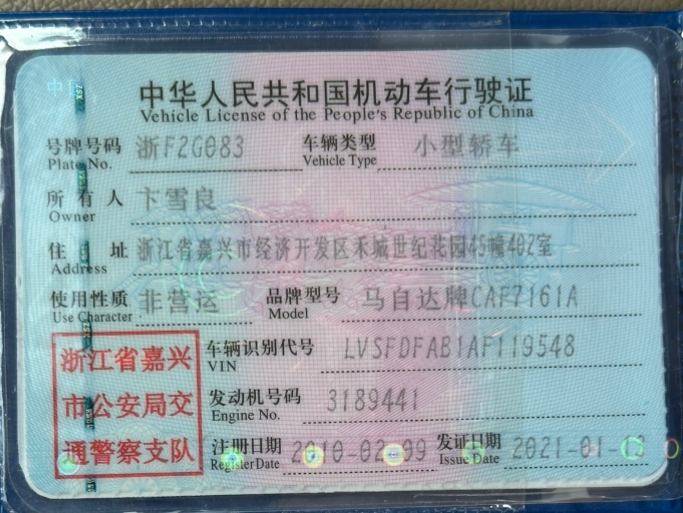 中华人民共和国机动车行驶证
Vehicle License of the People's Republic of China
号牌号码 浙F2G083 车辆类型 小型轿车
Plate No. Vehicle Type
所有人 卞雪良
Owner
住址 浙江省嘉兴市经济开发区禾城世纪花园45幢402室
Address
使用性质 非营运 品牌型号 马自达牌CAF7161A
Use Character Model
浙江省嘉兴 车辆识别代号 LVSFDFAB1AF119548
VIN
市公安局交 发动机号码 3189441
Engine No.
通警察支队 注册日期 2010-02-09 发证日期 2021-01-
Register Date Issue Date